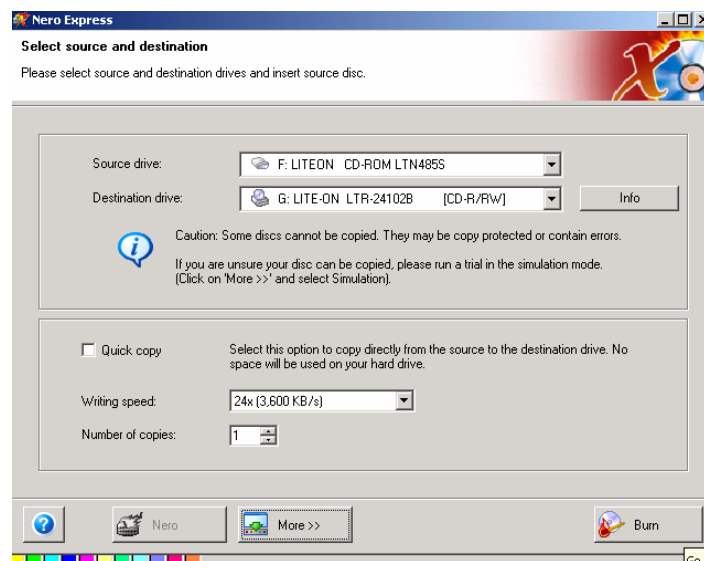 Nero Express
Select source and destination
Please select source and destination drives and insert source disc.
Source drive: F: LITEON CD-ROM LTN485S
Destination drive: G: LITE-ON LTR-24102B [CD-R/RW] Info
Caution: Some discs cannot be copied. They may be copy protected or contain errors.
If you are unsure your disc can be copied, please run a trial in the simulation mode.
(Click on 'More >>' and select Simulation).
Quick copy Select this option to copy directly from the source to the destination drive. No
space will be used on your hard drive.
Writing speed: 24x (3,600 KB/s)
Number of copies: 1
Nero More >> Burn